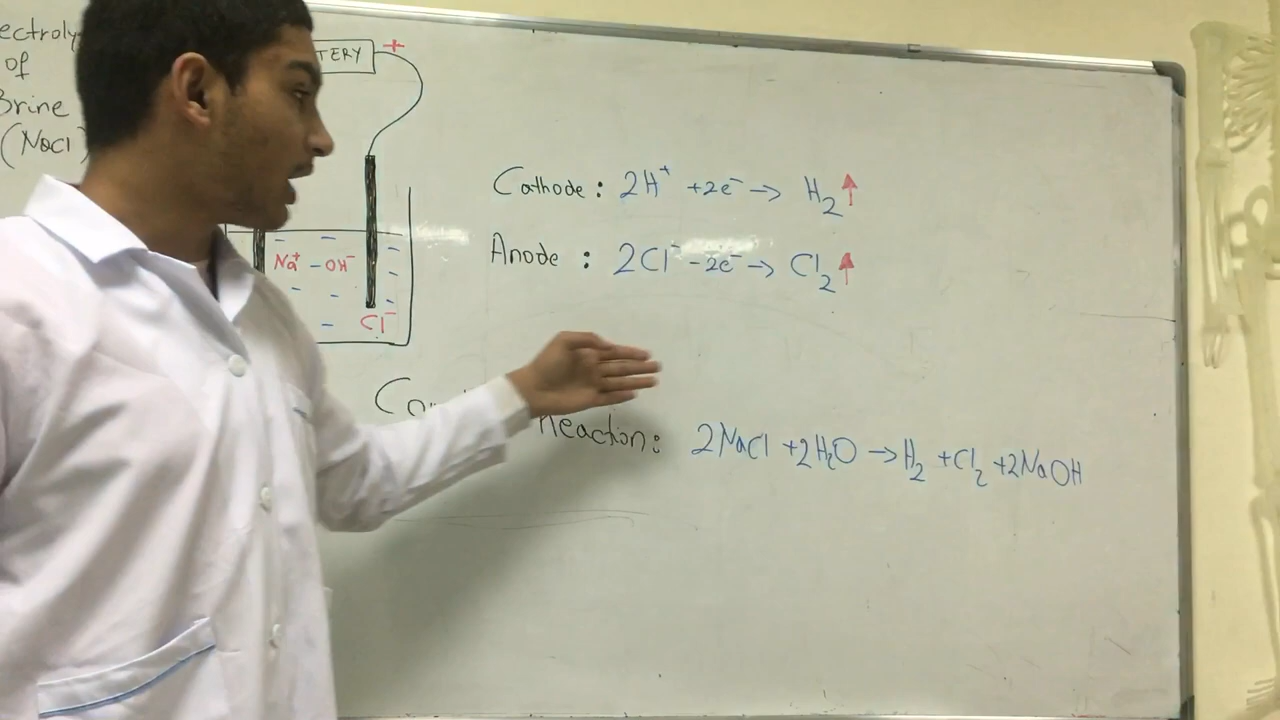 ectroly
of
Brine
(NaCl)
TERY +
Na⁺ – OH⁻
Cl⁻
Cathode : 2H⁺ +2e⁻ → H₂ ↑
Anode : 2Cl⁻ -2e⁻ → Cl₂ ↑
Reaction: 2NaCl +2H₂O → H₂ +Cl₂ +2NaOH